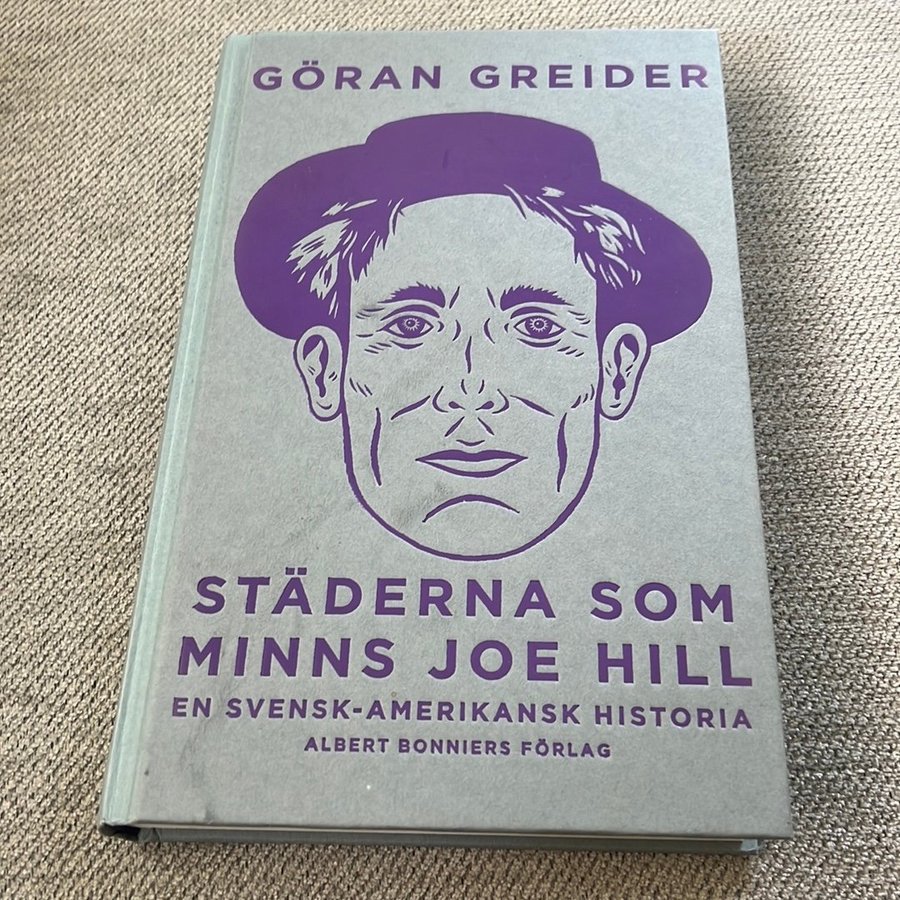 GÖRAN GREIDER
STÄDERNA SOM
MINNS JOE HILL
EN SVENSK-AMERIKANSK HISTORIA
ALBERT BONNIERS FÖRLAG